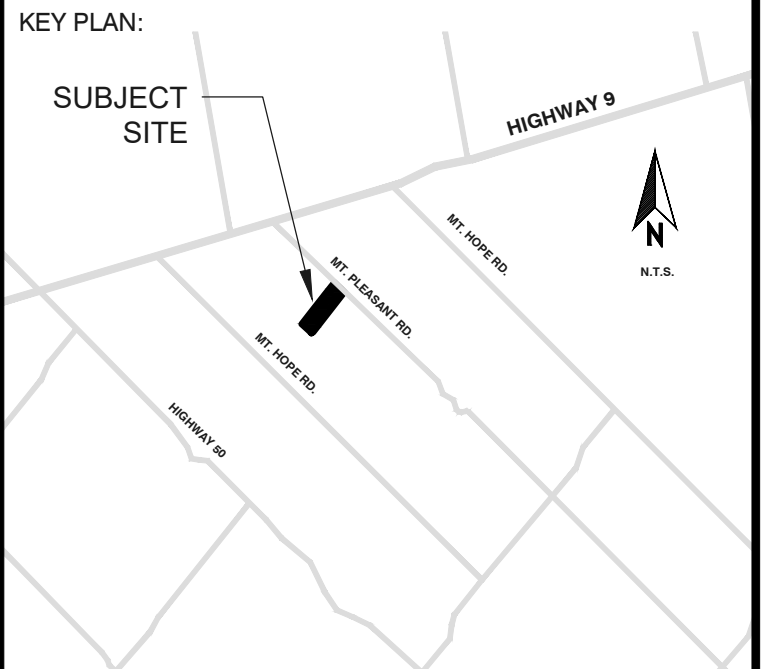 KEY PLAN:
SUBJECT
SITE
HIGHWAY 9
MT. HOPE RD.
N
N.T.S.
MT. PLEASANT RD.
MT. HOPE RD.
HIGHWAY 50